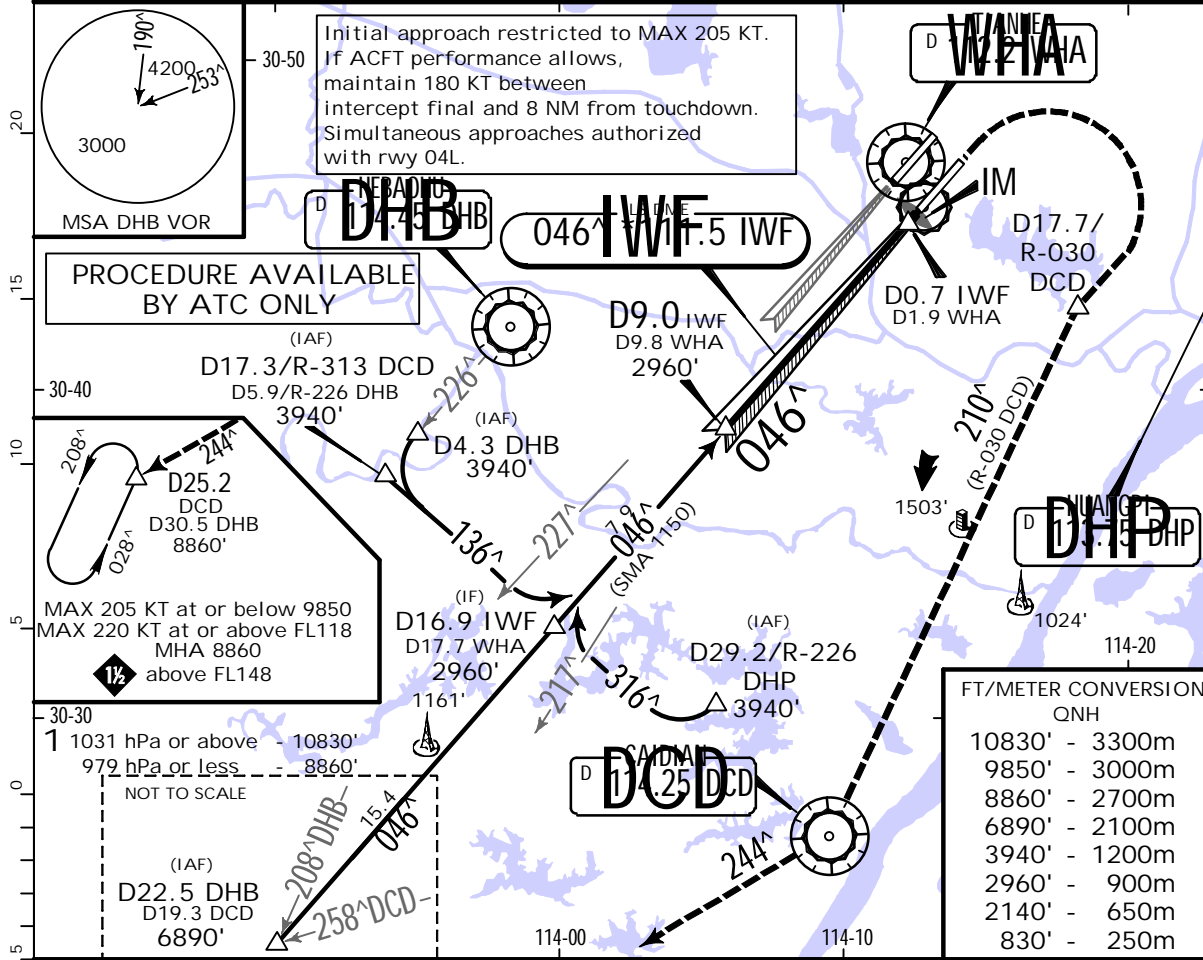 190^
4200
253^
3000
MSA DHB VOR
30-50
Initial approach restricted to MAX 205 KT.
If ACFT performance allows,
maintain 180 KT between
intercept final and 8 NM from touchdown.
Simultaneous approaches authorized
with rwy 04L.
TIANHE
D
WHA
20
HEBAOHU
D 114.45 DHB
DHB
ILS DME
046^ * 111.5 IWF
IWF
IM
D17.7/
R-030
DCD
PROCEDURE AVAILABLE
BY ATC ONLY
15
D0.7 IWF
D1.9 WHA
D9.0 IWF
D9.8 WHA
2960'
(IAF)
D17.3/R-313 DCD
D5.9/R-226 DHB
3940'
226^
30-40
(IAF)
D4.3 DHB
3940'
046^
210^
(R-030 DCD)
10
208^
244^
D25.2
DCD
D30.5 DHB
8860'
028^
136^
227^
7.9
046^
(SMA 1150)
1503'
HUANGPI
D 113.75 DHP
DHP
MAX 205 KT at or below 9850
MAX 220 KT at or above FL118
MHA 8860
1½ above FL148
(IF)
D16.9 IWF
D17.7 WHA
2960'
1161'
217^
316^
(IAF)
D29.2/R-226
DHP
3940'
1024'
114-20
5
30-30
1 1031 hPa or above - 10830'
979 hPa or less - 8860'
NOT TO SCALE
CAIDIAN
D 114.25 DCD
DCD
0
15.4
046^
208^DHB
258^DCD
(IAF)
D22.5 DHB
D19.3 DCD
6890'
244^
5
114-00
114-10
FT/METER CONVERSION
QNH
10830' - 3300m
9850' - 3000m
8860' - 2700m
6890' - 2100m
3940' - 1200m
2960' - 900m
2140' - 650m
830' - 250m